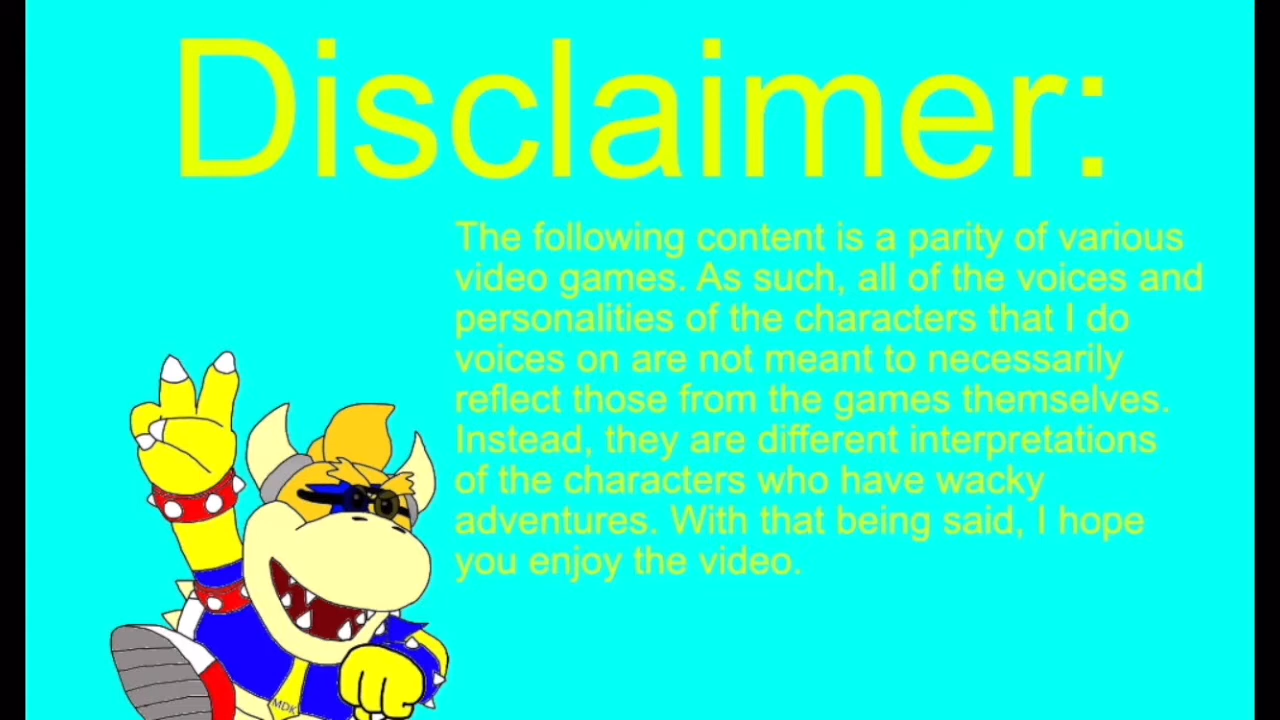 Disclaimer:
The following content is a parity of various
video games. As such, all of the voices and
personalities of the characters that I do
voices on are not meant to necessarily
reflect those from the games themselves.
Instead, they are different interpretations
of the characters who have wacky
adventures. With that being said, I hope
you enjoy the video.
MDK